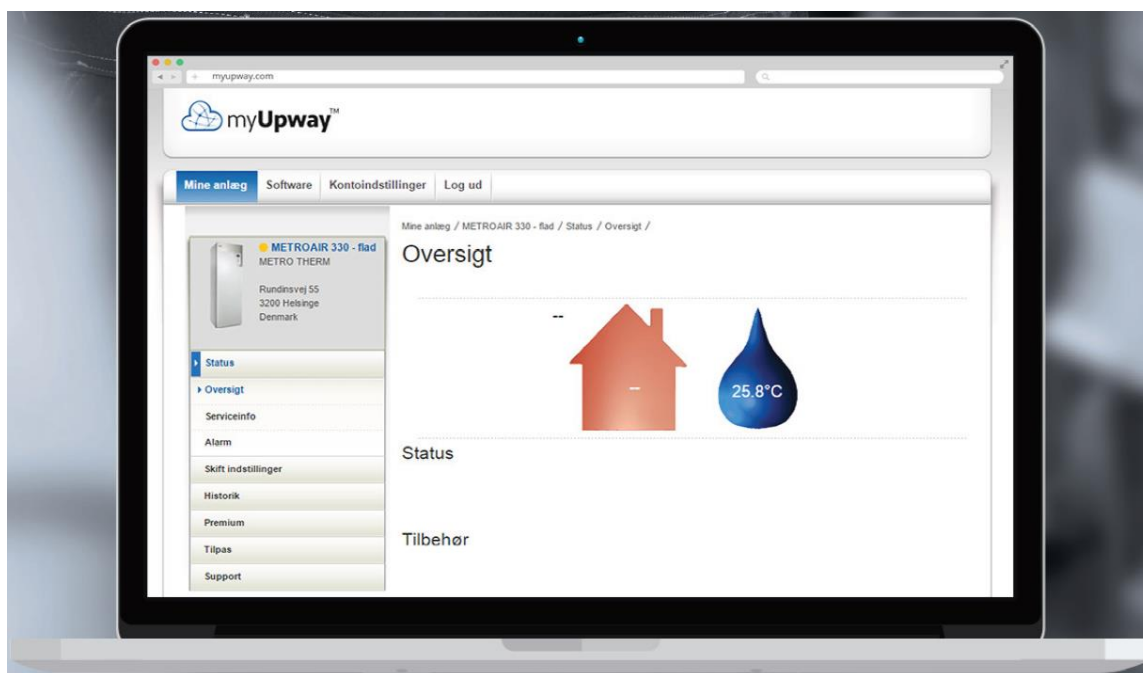 myupway.com
myUpway™
Mine anlæg
Software
Kontoindstillinger
Log ud
METROAIR 330 - flad
METRO THERM
Rundinsvej 55
3200 Helsinge
Denmark
Status
Oversigt
Serviceinfo
Alarm
Skift indstillinger
Historik
Premium
Tilpas
Support
Mine anlæg / METROAIR 330 - flad / Status / Oversigt /
Oversigt
--
--
25.8°C
Status
Tilbehør